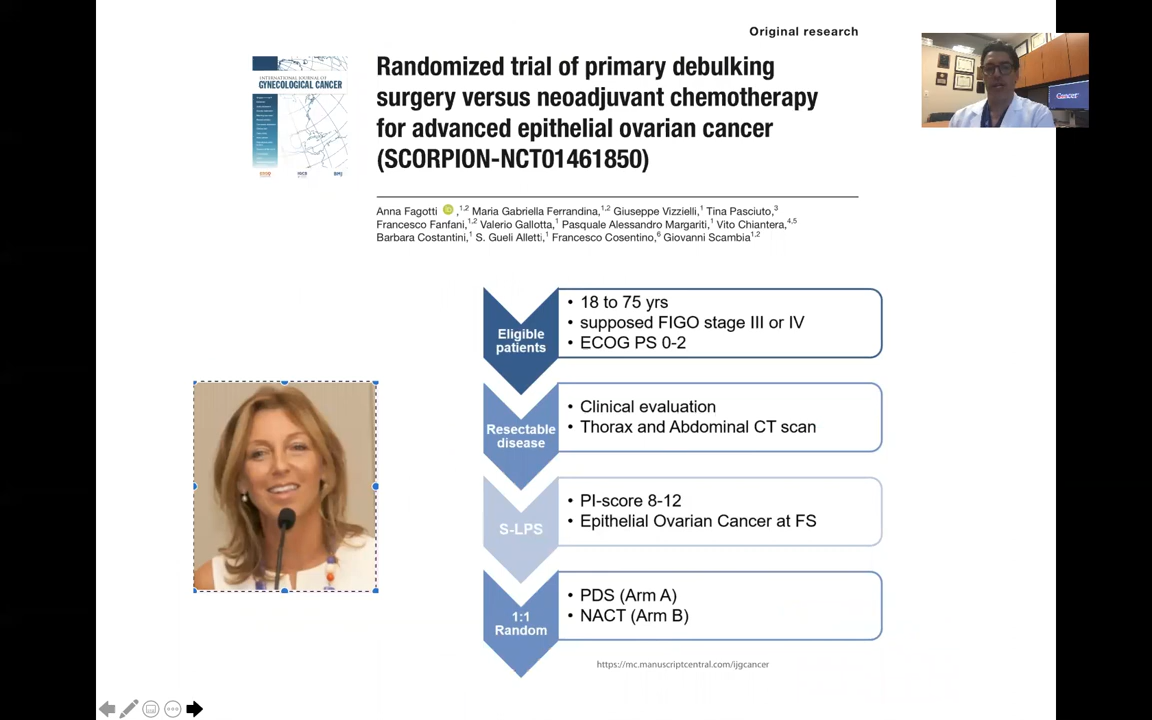 Original research
INTERNATIONAL JOURNAL OF
GYNECOLOGICAL CANCER
Randomized trial of primary debulking
surgery versus neoadjuvant chemotherapy
for advanced epithelial ovarian cancer
(SCORPION-NCT01461850)
Cancer
Anna Fagotti iD ,1,2 Maria Gabriella Ferrandina,1,2 Giuseppe Vizzielli,1 Tina Pasciuto,3
Francesco Fanfani,1,2 Valerio Gallotta,1 Pasquale Alessandro Margariti,1 Vito Chiantera,4,5
Barbara Costantini,1 S. Gueli Alletti,1 Francesco Cosentino,6 Giovanni Scambia1,2
Eligible
patients
• 18 to 75 yrs
• supposed FIGO stage III or IV
• ECOG PS 0-2
Resectable
disease
• Clinical evaluation
• Thorax and Abdominal CT scan
S-LPS
• PI-score 8-12
• Epithelial Ovarian Cancer at FS
1:1
Random
• PDS (Arm A)
• NACT (Arm B)
https://mc.manuscriptcentral.com/ijgcancer